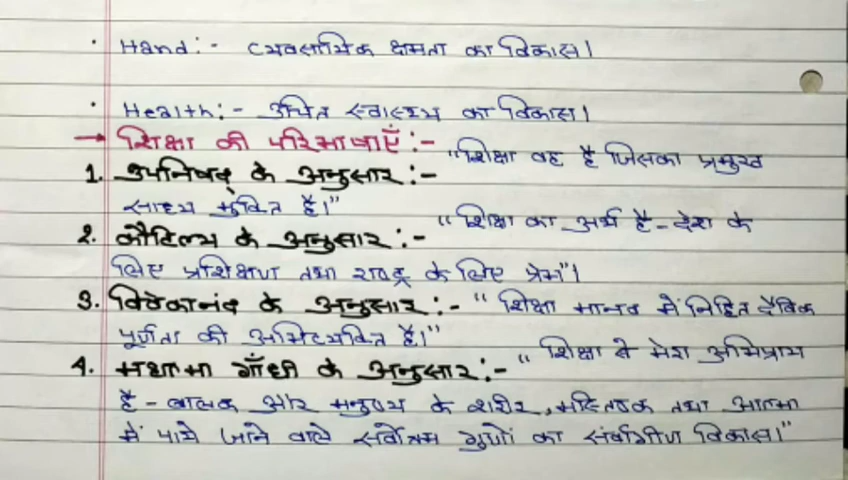 · Hand:- व्यवसायिक क्षमता का विकास।
· Health:- उचित स्वास्थ्य का विकास।
→ शिक्षा की परिभाषाएँ:-
1. उपनिषद् के अनुसार:- "शिक्षा वह है जिसका प्रमुख
साध्य मुक्ति है।"
2. कौटिल्य के अनुसार:- "शिक्षा का अर्थ है - देश के
लिए प्रशिक्षण तथा राष्ट्र के लिए प्रेम"।
3. विवेकानंद के अनुसार:- "शिक्षा मानव में निहित दैविक
पूर्णता की अभिव्यक्ति है।"
4. महात्मा गाँधी के अनुसार:- "शिक्षा से मेरा अभिप्राय
है - बालक और मनुष्य के शरीर, मस्तिष्क तथा आत्मा
में पाये जाने वाले सर्वोत्तम गुणों का सर्वांगीण विकास।"